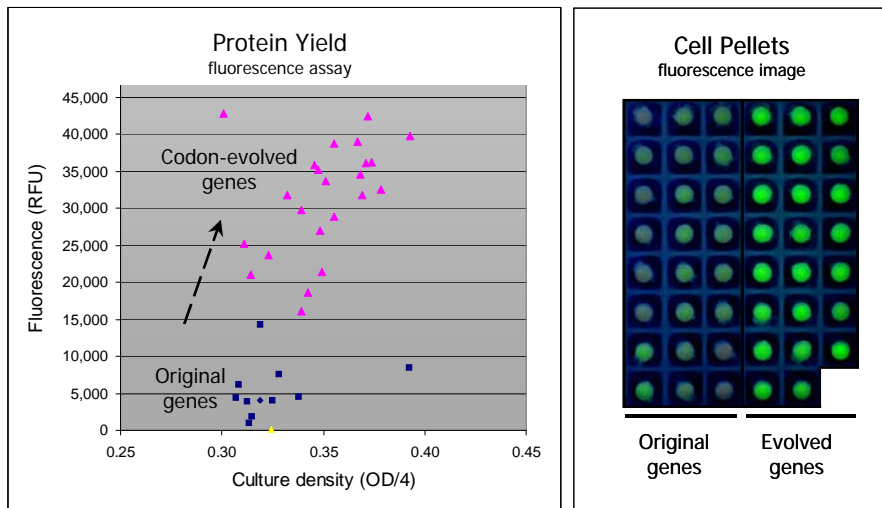 Protein Yield
fluorescence assay
Fluorescence (RFU)
45,000
40,000
35,000
30,000
25,000
20,000
15,000
10,000
5,000
0
Codon-evolved
genes
Original
genes
0.25
0.30
0.35
0.40
0.45
Culture density (OD/4)
Cell Pellets
fluorescence image
Original
genes
Evolved
genes